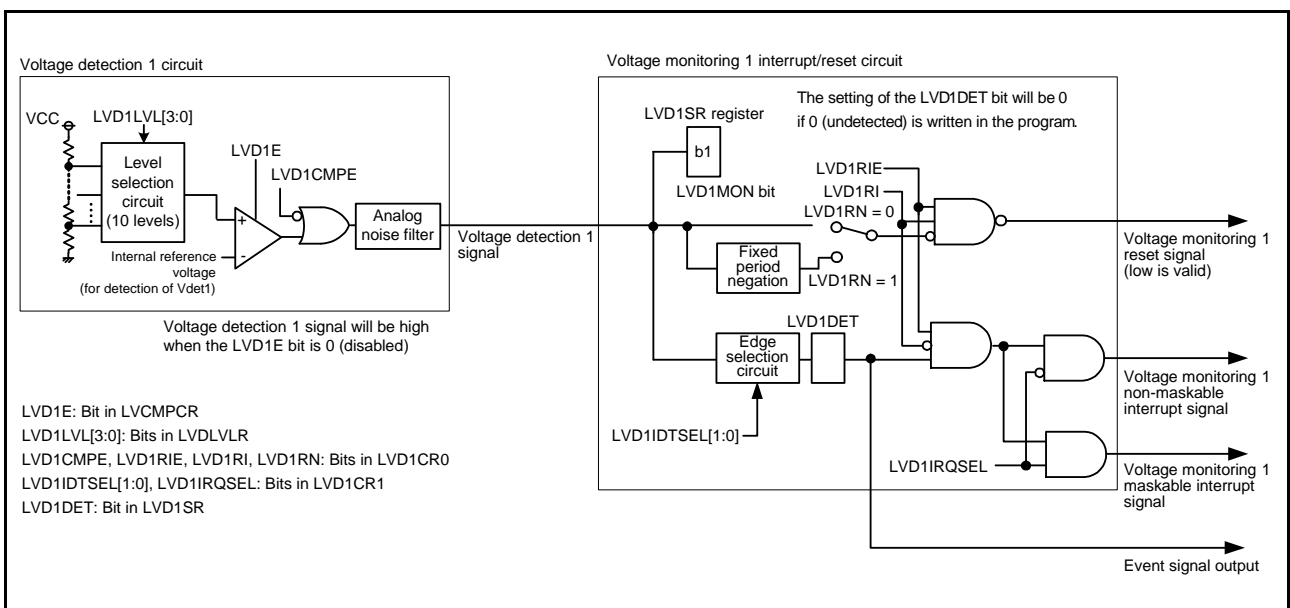 Voltage detection 1 circuit
VCC
LVD1LVL[3:0]
Level
selection
circuit
(10 levels)
LVD1E
LVD1CMPE
+
-
Analog
noise filter
Internal reference
voltage
(for detection of Vdet1)
Voltage detection 1
signal
Voltage detection 1 signal will be high
when the LVD1E bit is 0 (disabled)
Voltage monitoring 1 interrupt/reset circuit
LVD1SR register
b1
LVD1MON bit
The setting of the LVD1DET bit will be 0
if 0 (undetected) is written in the program.
LVD1RIE
LVD1RI
LVD1RN = 0
Fixed
period
negation
LVD1RN = 1
LVD1DET
Edge
selection
circuit
LVD1IDTSEL[1:0]
LVD1IRQSEL
Voltage monitoring 1
reset signal
(low is valid)
Voltage monitoring 1
non-maskable
interrupt signal
Voltage monitoring 1
maskable interrupt
signal
Event signal output
LVD1E: Bit in LVCMPCR
LVD1LVL[3:0]: Bits in LVDLVLR
LVD1CMPE, LVD1RIE, LVD1RI, LVD1RN: Bits in LVD1CR0
LVD1IDTSEL[1:0], LVD1IRQSEL: Bits in LVD1CR1
LVD1DET: Bit in LVD1SR